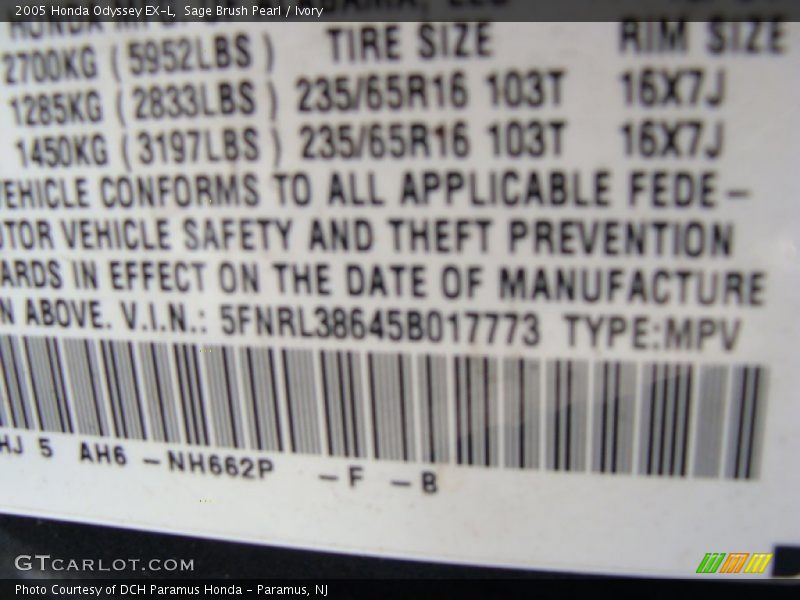 2005 Honda Odyssey EX-L, Sage Brush Pearl / Ivory
2700KG (5952LBS) TIRE SIZE RIM SIZE
1285KG (2833LBS) 235/65R16 103T 16X7J
1450KG (3197LBS) 235/65R16 103T 16X7J
VEHICLE CONFORMS TO ALL APPLICABLE FEDE-
OTOR VEHICLE SAFETY AND THEFT PREVENTION
ARDS IN EFFECT ON THE DATE OF MANUFACTURE
N ABOVE. V.I.N.: 5FNRL38645B017773 TYPE:MPV
HJ 5 AH6 -NH662P -F -B
GTCARLOT.COM
Photo Courtesy of DCH Paramus Honda - Paramus, NJ